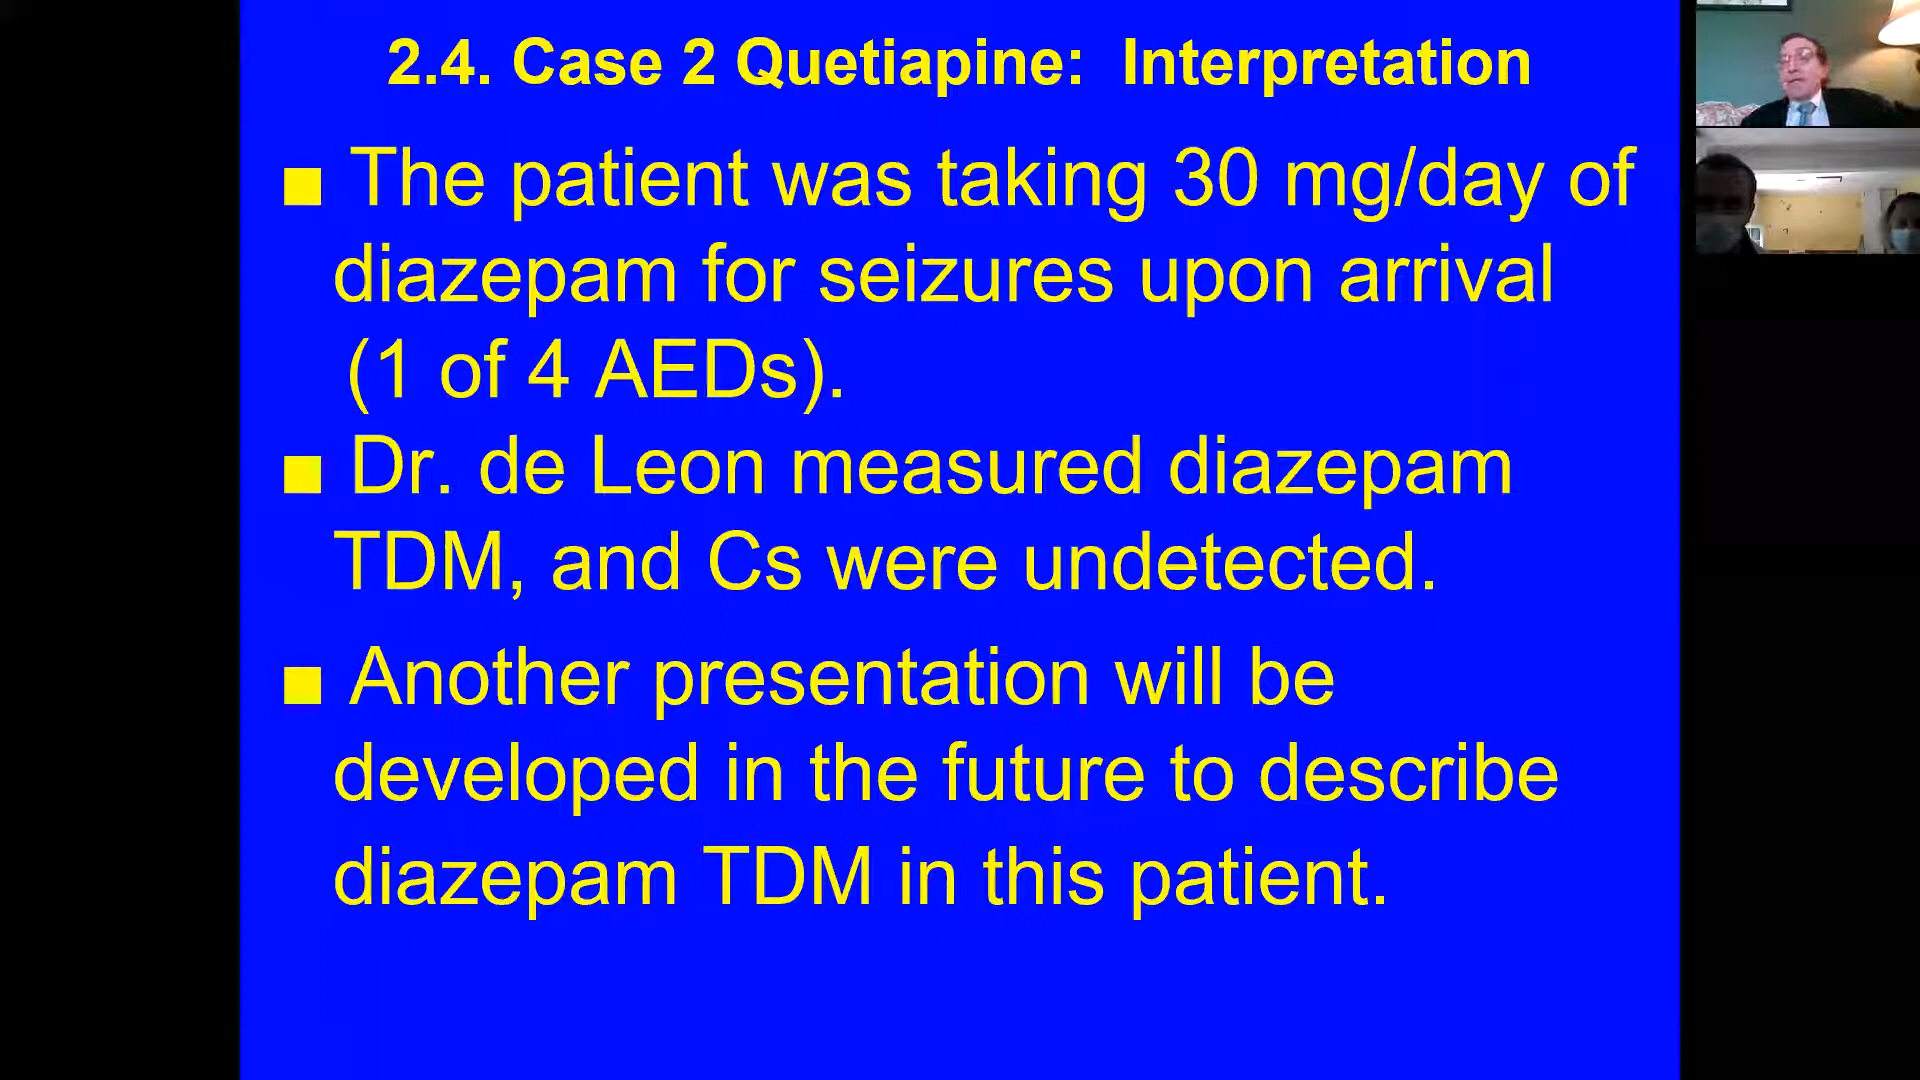 2.4. Case 2 Quetiapine: Interpretation
■ The patient was taking 30 mg/day of
diazepam for seizures upon arrival
(1 of 4 AEDs).
■ Dr. de Leon measured diazepam
TDM, and Cs were undetected.
■ Another presentation will be
developed in the future to describe
diazepam TDM in this patient.